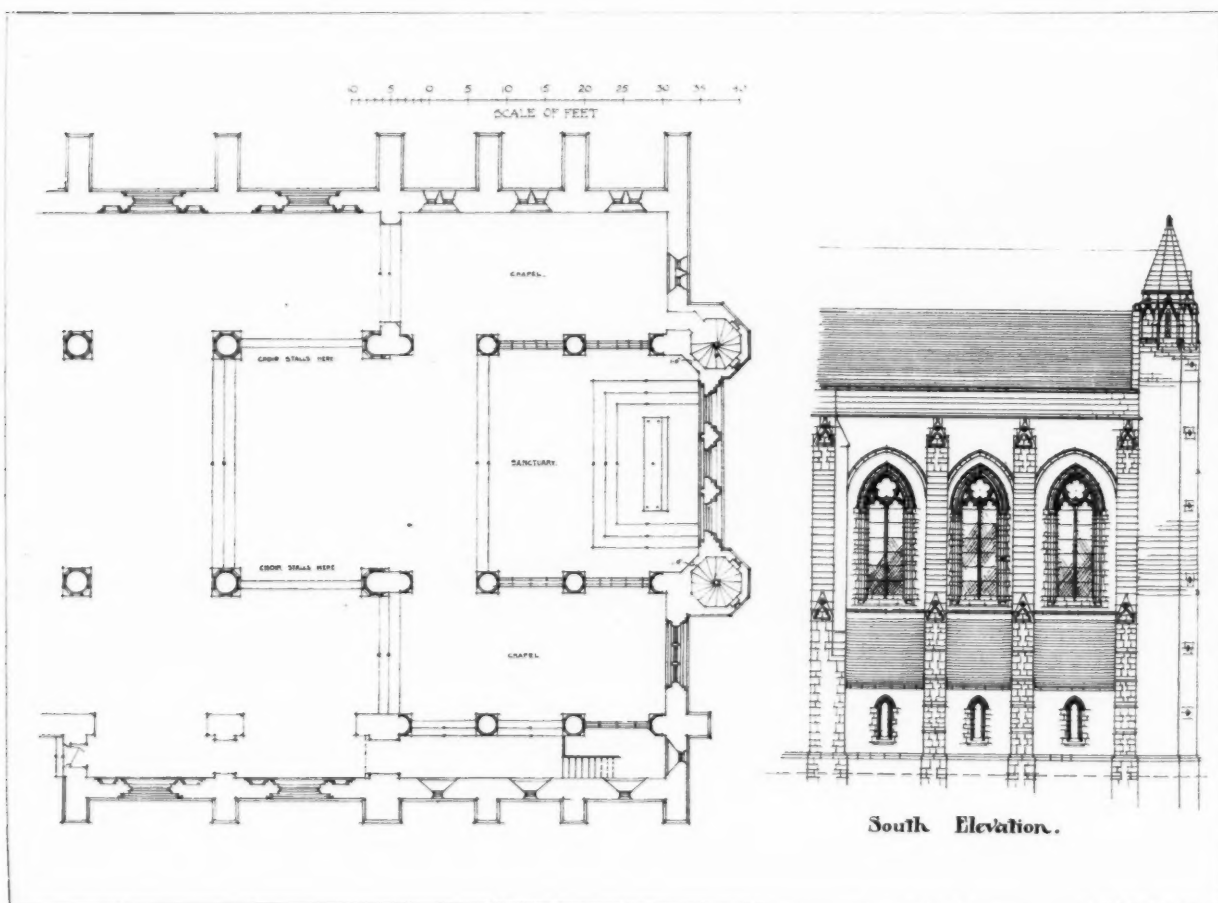 10 5 0 5 10 15 20 25 30 35 40
SCALE OF FEET
CHAPEL.
CHOIR STALLS HERE
SANCTUARY.
CHOIR STALLS HERE
CHAPEL
South Elevation.